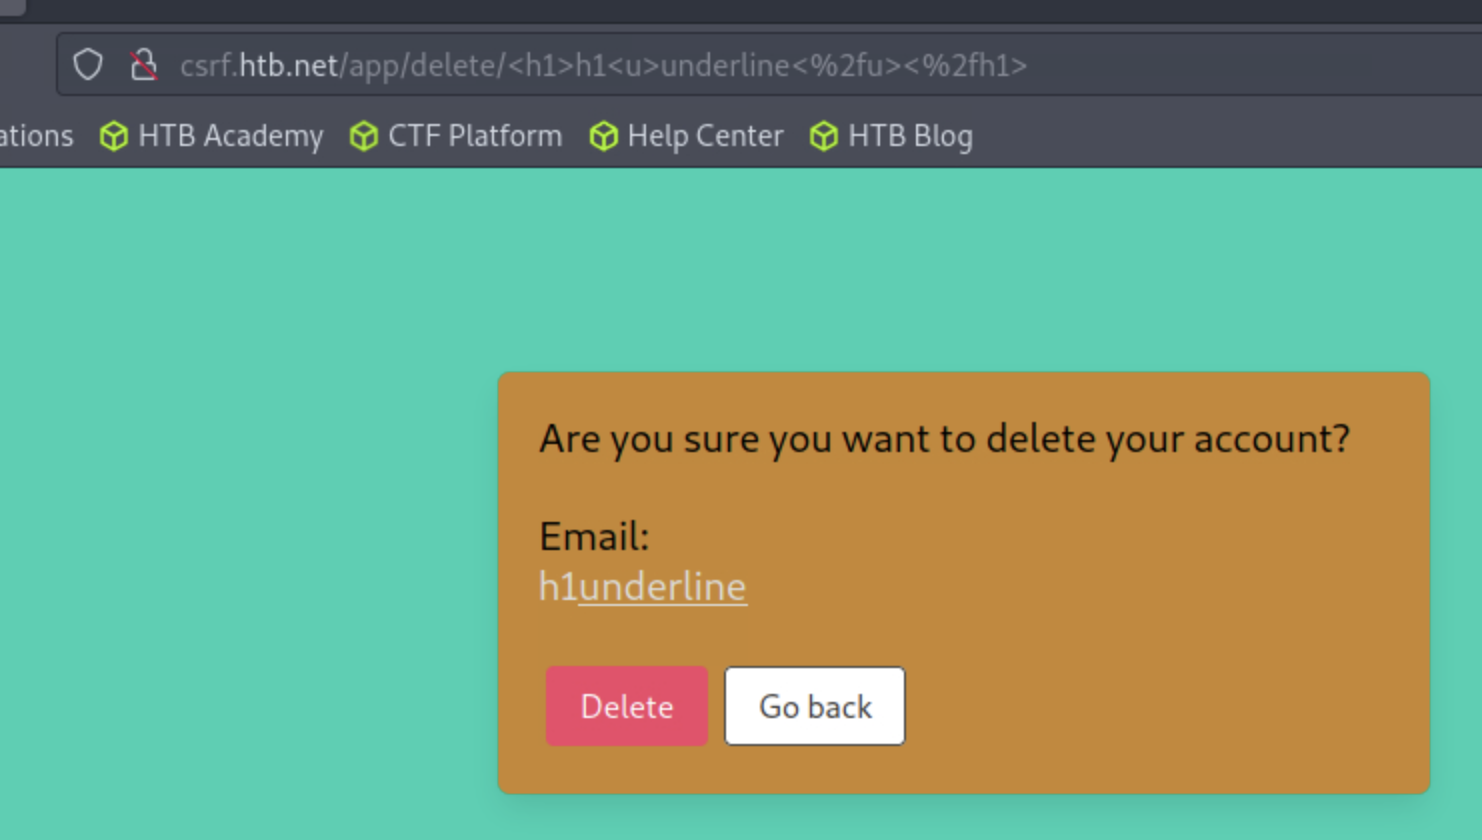 csrf.htb.net/app/delete/<h1>h1<u>underline<%2fu><%2fh1>
ations HTB Academy CTF Platform Help Center HTB Blog
Are you sure you want to delete your account?
Email:
h1underline
Delete Go back